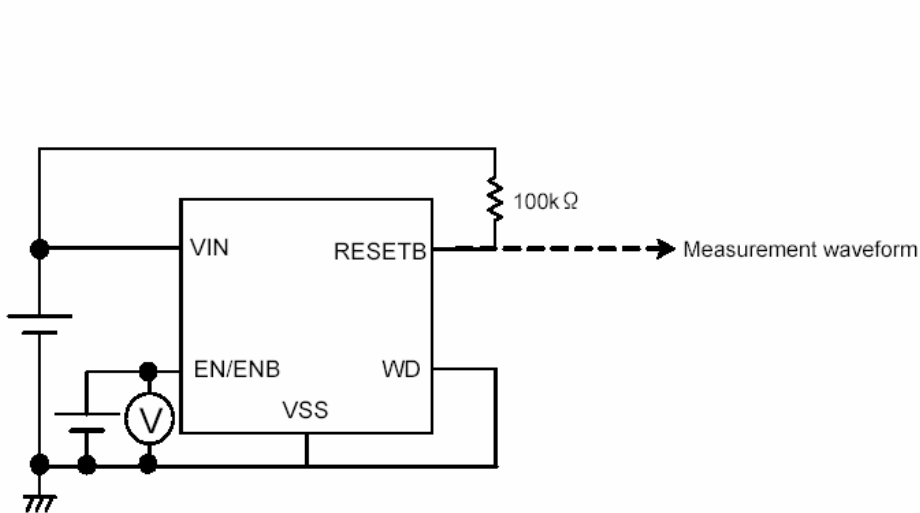 100kΩ
VIN
RESETB
Measurement waveform
EN/ENB
WD
VSS
V